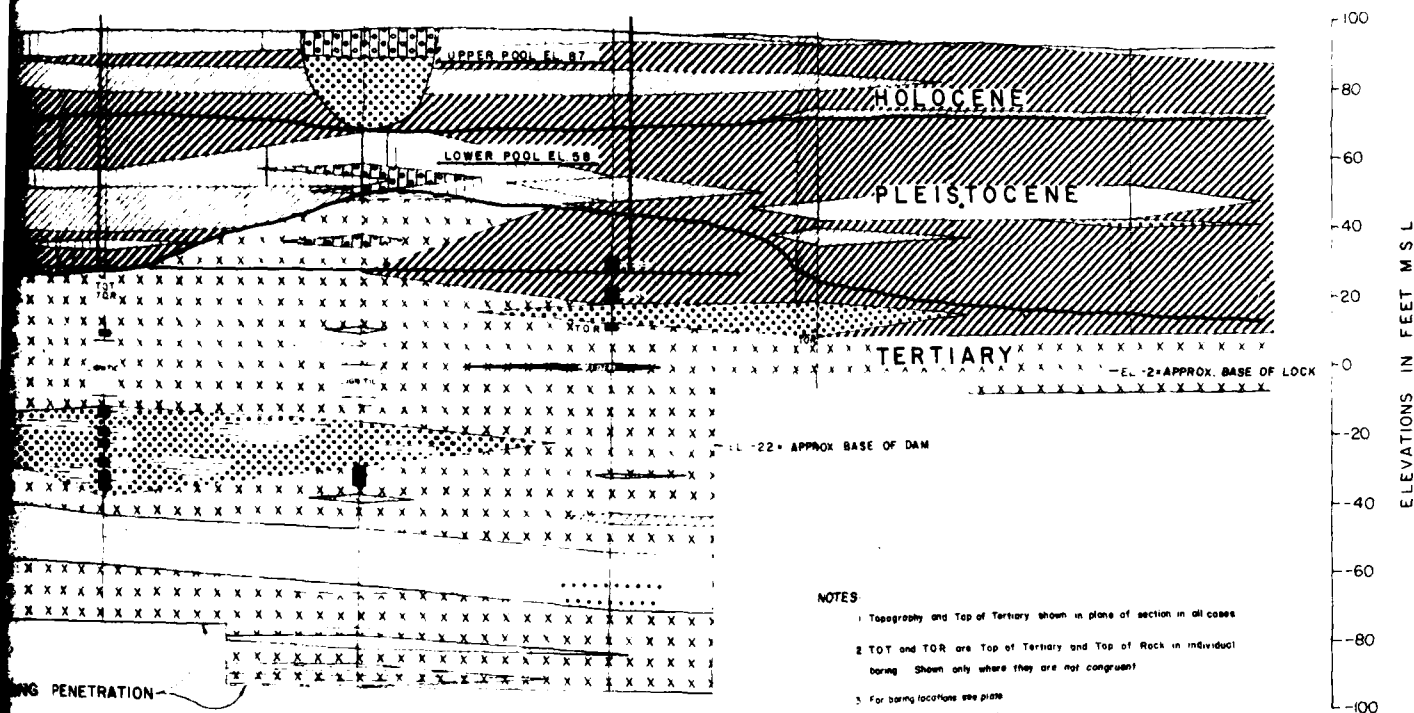 100
UPPER POOL EL 87
80
HOLOCENE
60
LOWER POOL EL 58
PLEISTOCENE
40
20
TOT
TOR
TOR
TOR
TERTIARY
0
EL -2= APPROX. BASE OF LOCK
-20
EL -22= APPROX BASE OF DAM
-40
-60
-80
-100
ELEVATIONS IN FEET M S L
NOTES
1 Topography and Top of Tertiary shown in plane of section in all cases
2 TOT and TOR are Top of Tertiary and Top of Rock in individual
boring Shown only where they are not congruent
3 For boring locations see plate
NG PENETRATION